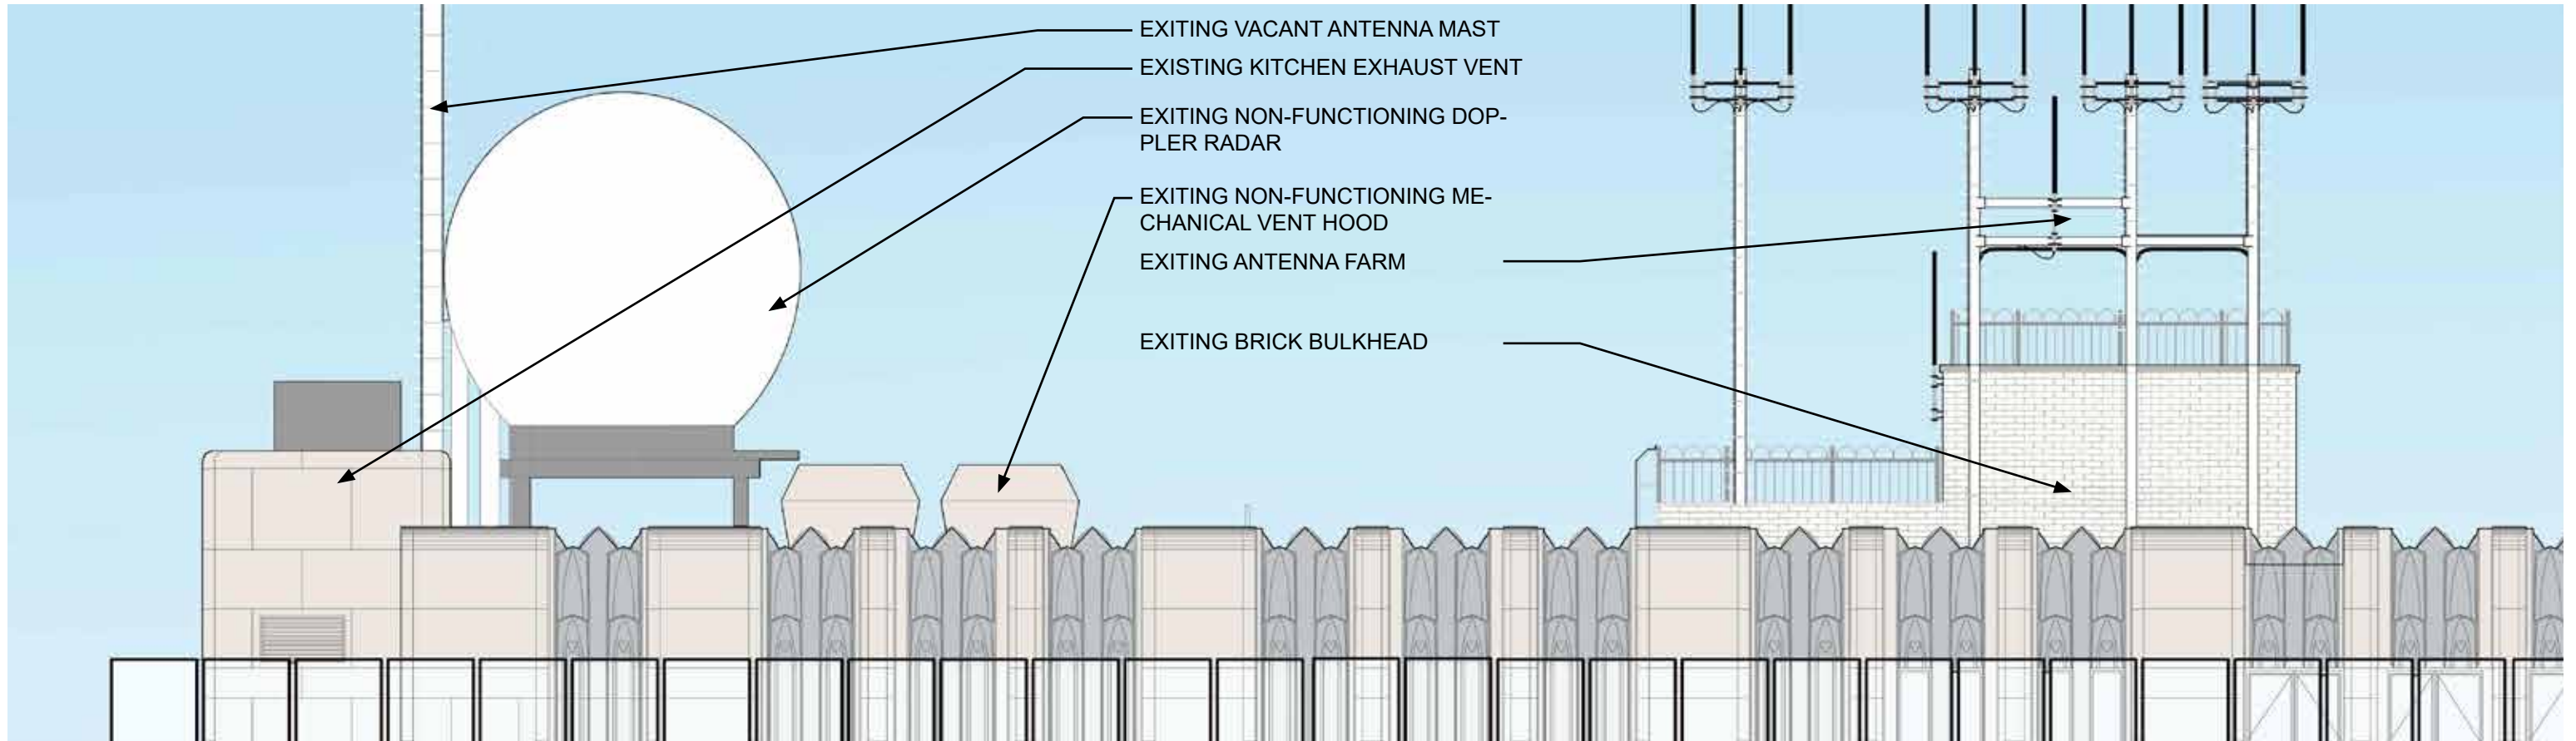 EXITING VACANT ANTENNA MAST
EXISTING KITCHEN EXHAUST VENT
EXITING NON-FUNCTIONING DOP-
PLER RADAR
EXITING NON-FUNCTIONING ME-
CHANICAL VENT HOOD
EXITING ANTENNA FARM
EXITING BRICK BULKHEAD